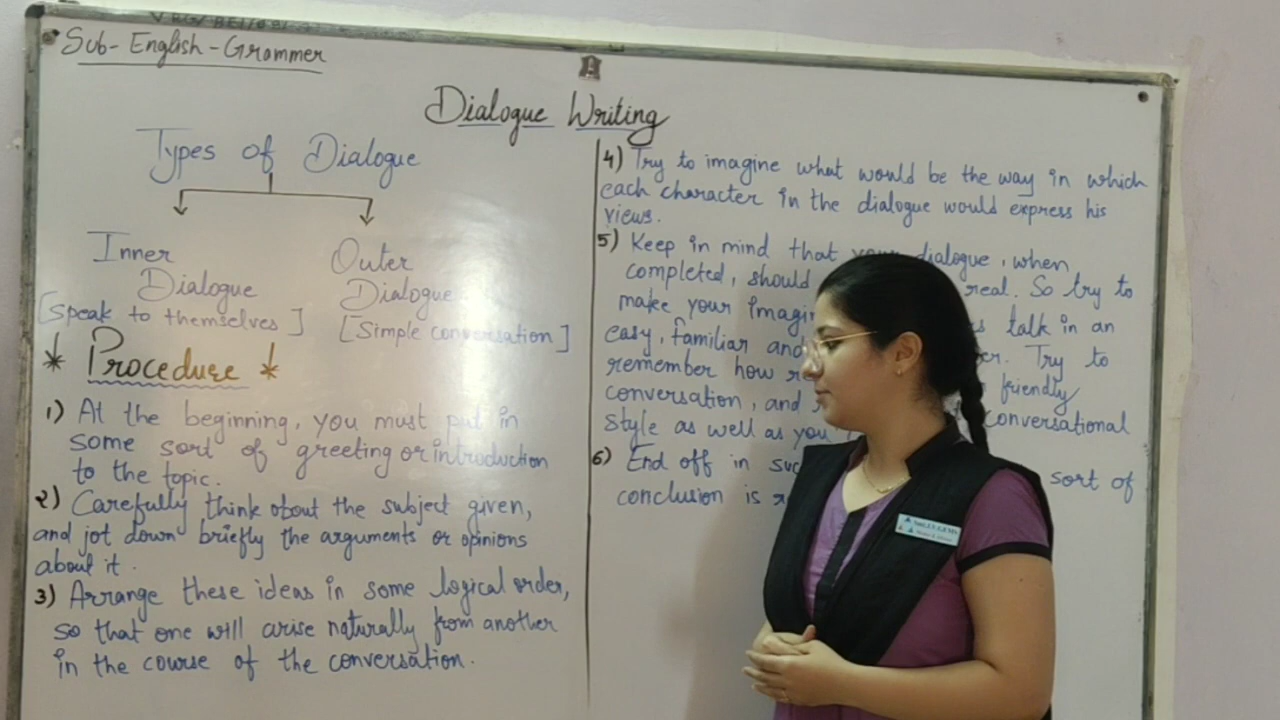 Sub- English - Grammer
Dialogue Writing
Types of Dialogue
Inner
Dialogue
[speak to themselves]
Outer
Dialogue
[Simple conversation]
* Procedure *
1) At the beginning, you must put in
some sort of greeting or introduction
to the topic.
2) Carefully think about the subject given,
and jot down briefly the arguments or opinions
about it.
3) Arrange these ideas in some logical order,
so that one will arise naturally from another
in the course of the conversation.
4) Try to imagine what would be the way in which
each character in the dialogue would express his
views.
5) Keep in mind that your dialogue, when
completed, should real. So try to
make your talk in an
easy, familiar and Try to
remember how friendly
conversation, and conversational
style as well as you
6) End off in sort of
conclusion is